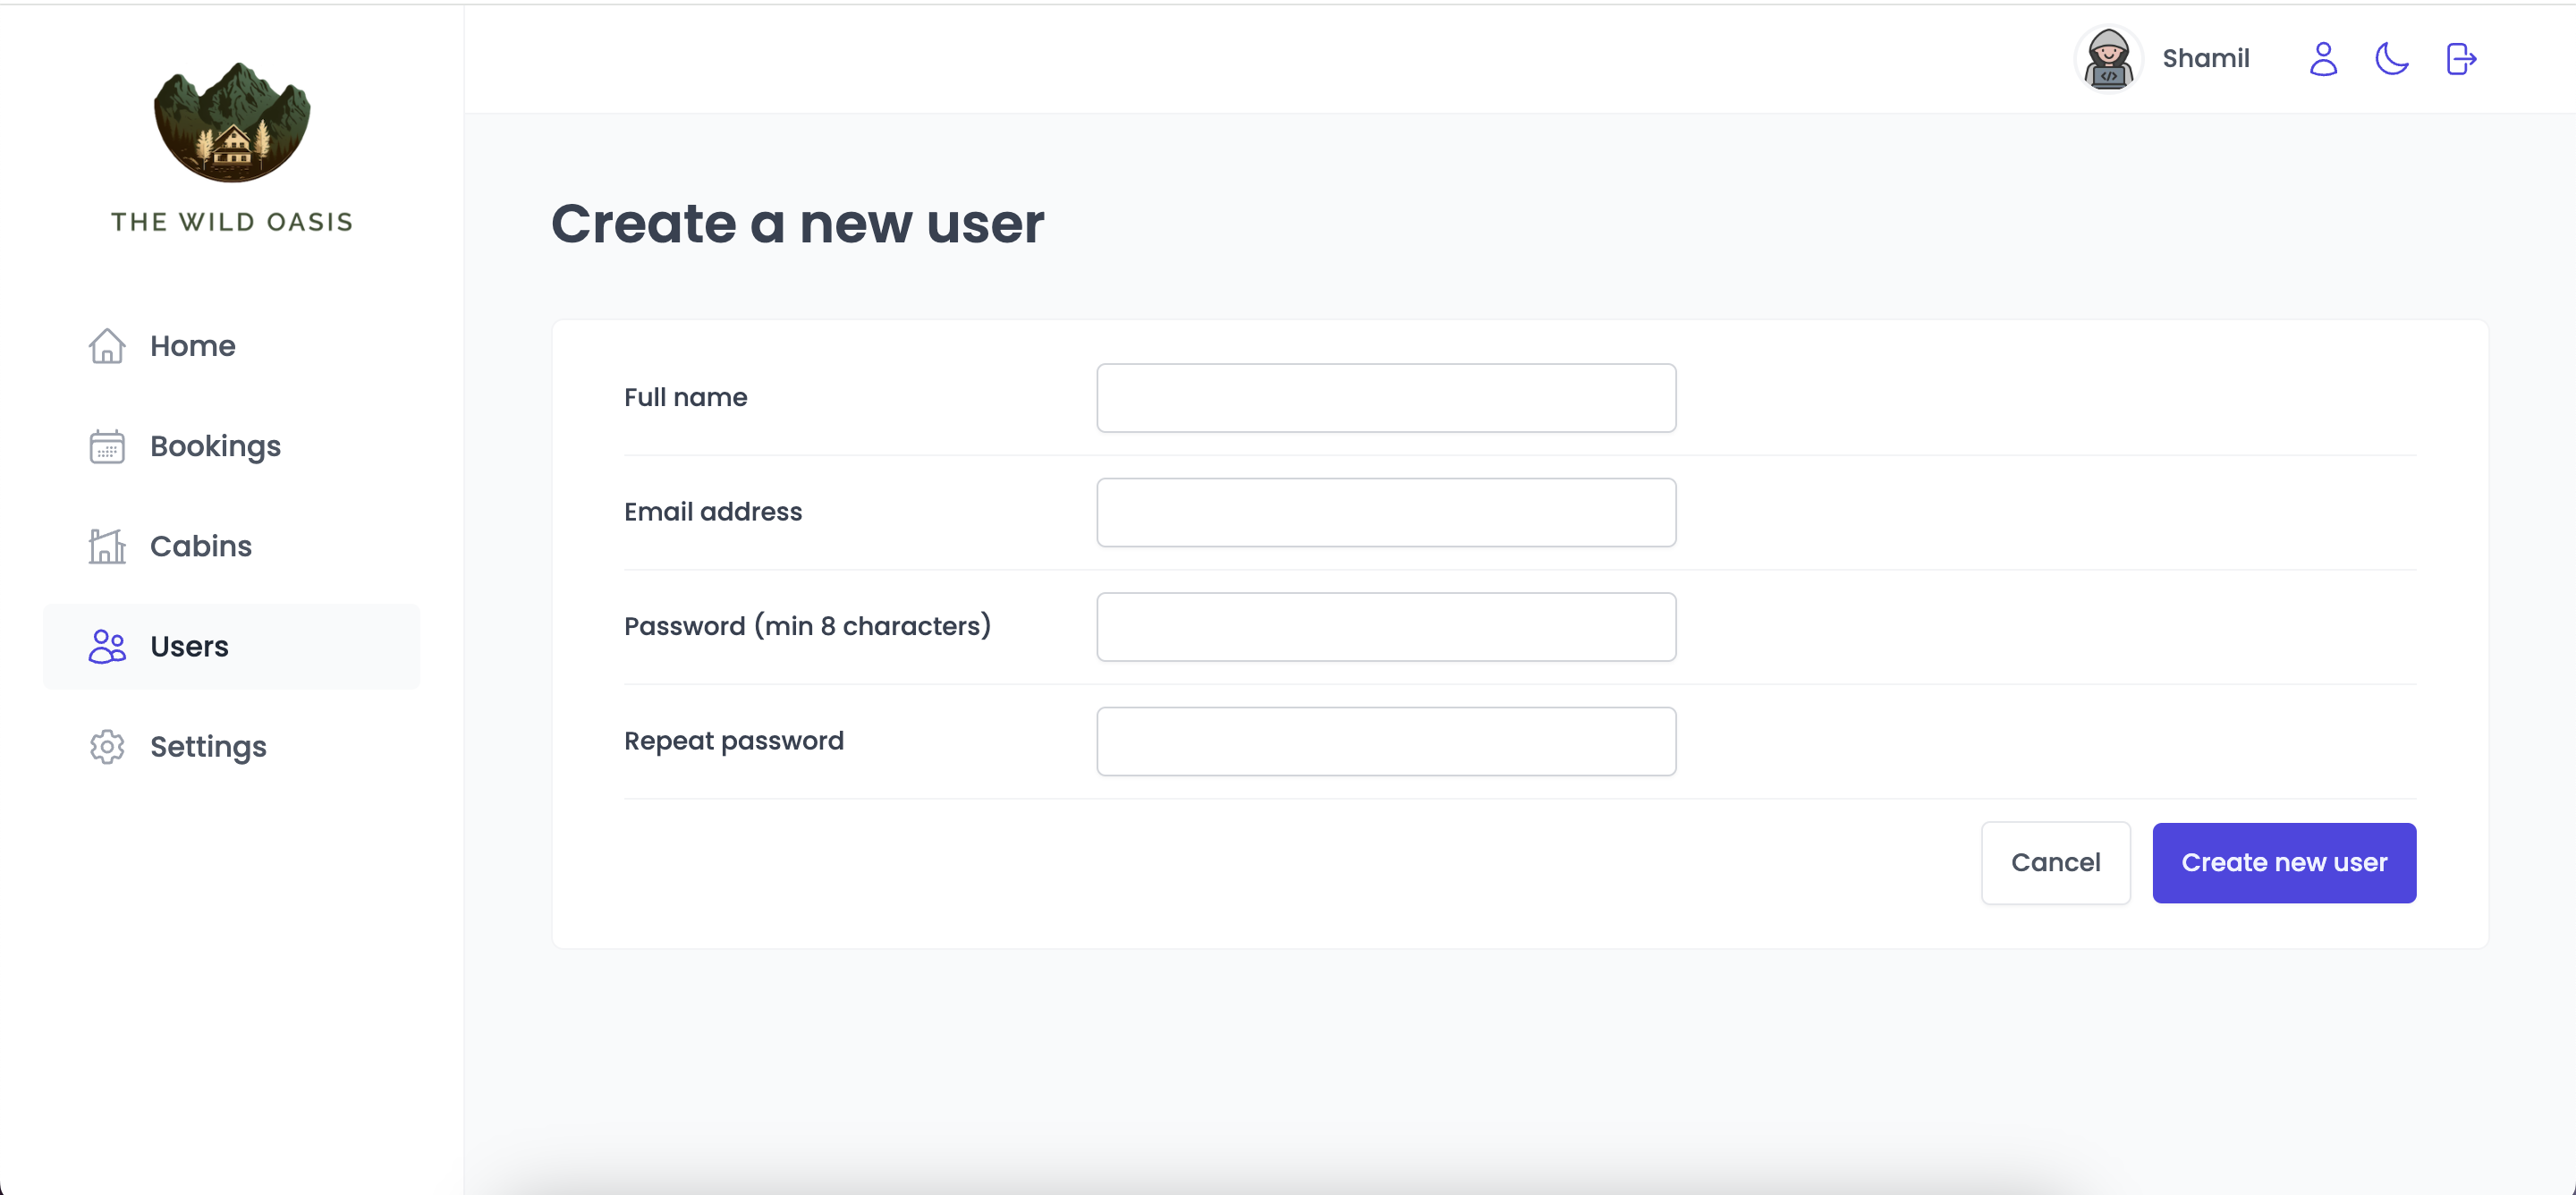 THE WILD OASIS
Home
Bookings
Cabins
Users
Settings
Shamil
Create a new user
Full name
Email address
Password (min 8 characters)
Repeat password
Cancel
Create new user